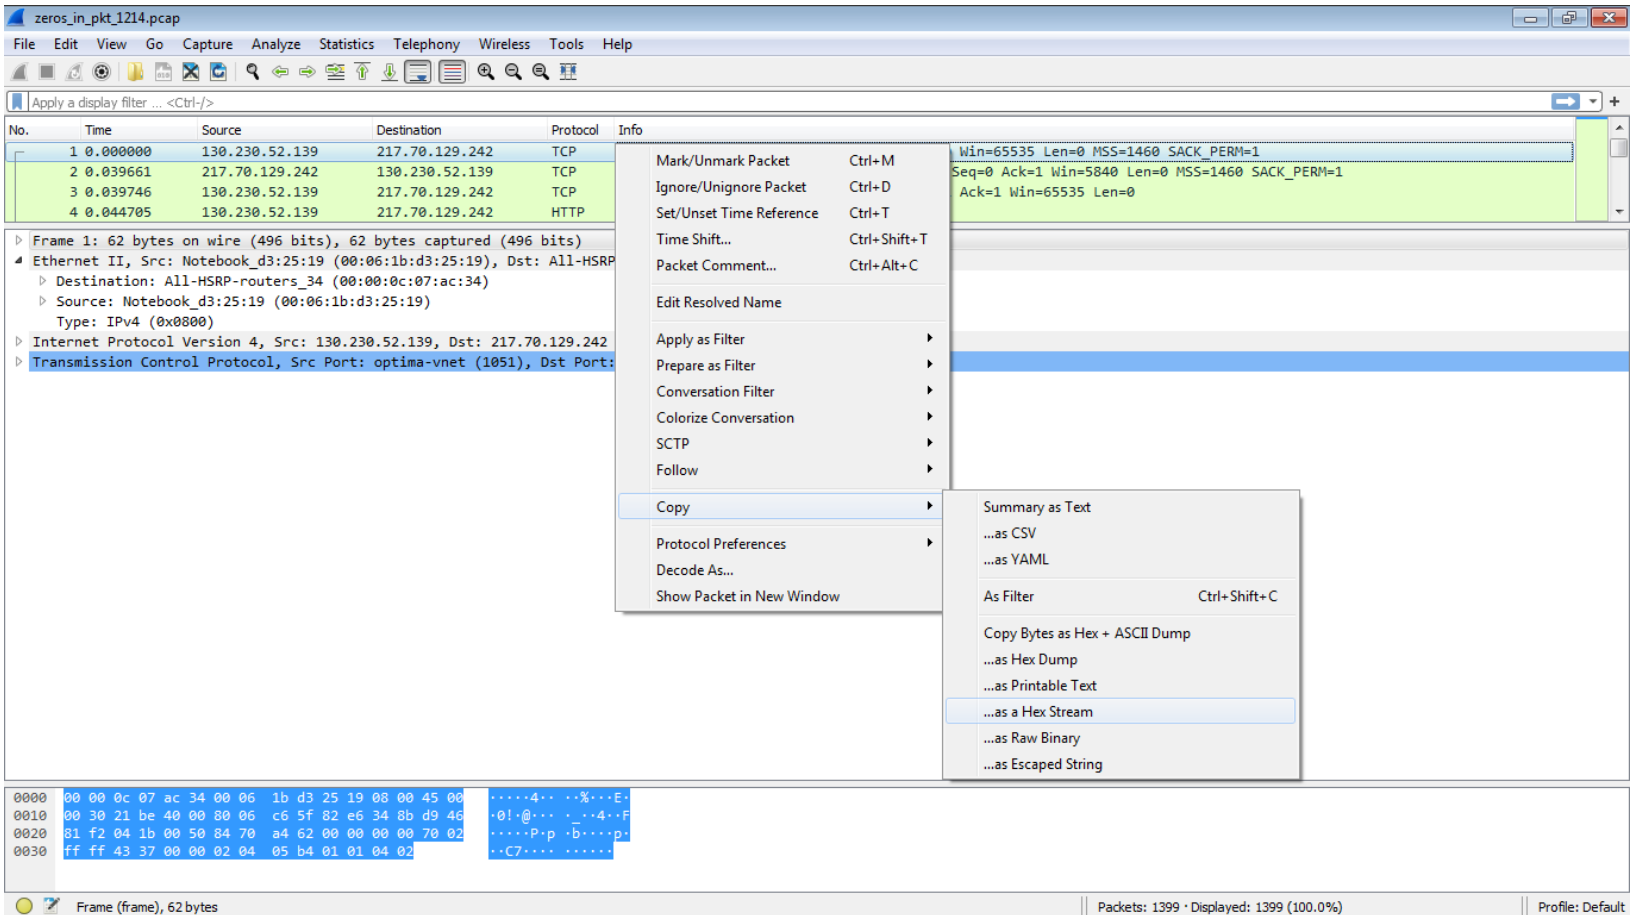 zeros_in_pkt_1214.pcap
File Edit View Go Capture Analyze Statistics Telephony Wireless Tools Help
Apply a display filter ... <Ctrl-/>
No. Time Source Destination Protocol Info
1 0.000000 130.230.52.139 217.70.129.242 TCP Win=65535 Len=0 MSS=1460 SACK_PERM=1
2 0.039661 217.70.129.242 130.230.52.139 TCP Seq=0 Ack=1 Win=5840 Len=0 MSS=1460 SACK_PERM=1
3 0.039746 130.230.52.139 217.70.129.242 TCP Ack=1 Win=65535 Len=0
4 0.044705 130.230.52.139 217.70.129.242 HTTP
Frame 1: 62 bytes on wire (496 bits), 62 bytes captured (496 bits)
Ethernet II, Src: Notebook_d3:25:19 (00:06:1b:d3:25:19), Dst: All-HSRP
Destination: All-HSRP-routers_34 (00:00:0c:07:ac:34)
Source: Notebook_d3:25:19 (00:06:1b:d3:25:19)
Type: IPv4 (0x0800)
Internet Protocol Version 4, Src: 130.230.52.139, Dst: 217.70.129.242
Transmission Control Protocol, Src Port: optima-vnet (1051), Dst Port:
Mark/Unmark Packet Ctrl+M
Ignore/Unignore Packet Ctrl+D
Set/Unset Time Reference Ctrl+T
Time Shift... Ctrl+Shift+T
Packet Comment... Ctrl+Alt+C
Edit Resolved Name
Apply as Filter
Prepare as Filter
Conversation Filter
Colorize Conversation
SCTP
Follow
Copy
Protocol Preferences
Decode As...
Show Packet in New Window
Summary as Text
...as CSV
...as YAML
As Filter Ctrl+Shift+C
Copy Bytes as Hex + ASCII Dump
...as Hex Dump
...as Printable Text
...as a Hex Stream
...as Raw Binary
...as Escaped String
0000 00 00 0c 07 ac 34 00 06 1b d3 25 19 08 00 45 00 ·····4·· ··%···E·
0010 00 30 21 be 40 00 80 06 c6 5f 82 e6 34 8b d9 46 ·0!·@··· ·_··4··F
0020 81 f2 04 1b 00 50 84 70 a4 62 00 00 00 00 70 02 ·····P·p ·b····p·
0030 ff ff 43 37 00 00 02 04 05 b4 01 01 04 02 ··C7···· ······
Frame (frame), 62 bytes
Packets: 1399 · Displayed: 1399 (100.0%)
Profile: Default